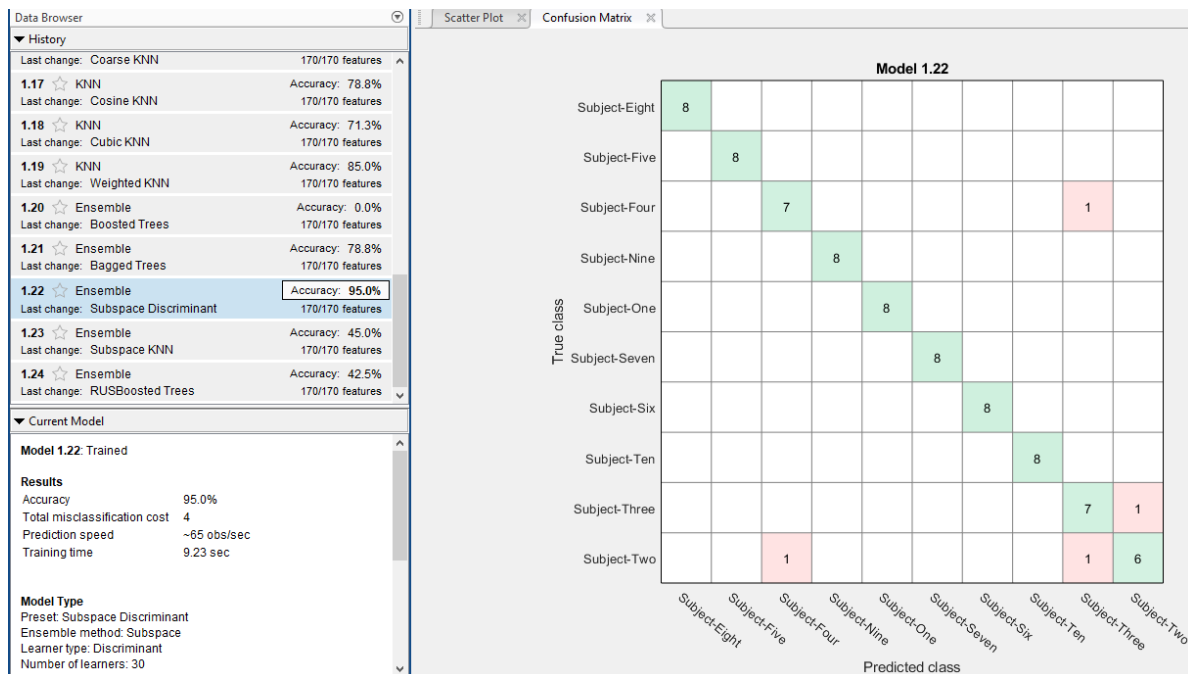 Data Browser
History
Last change: Coarse KNN 170/170 features
1.17 KNN Accuracy: 78.8%
Last change: Cosine KNN 170/170 features
1.18 KNN Accuracy: 71.3%
Last change: Cubic KNN 170/170 features
1.19 KNN Accuracy: 85.0%
Last change: Weighted KNN 170/170 features
1.20 Ensemble Accuracy: 0.0%
Last change: Boosted Trees 170/170 features
1.21 Ensemble Accuracy: 78.8%
Last change: Bagged Trees 170/170 features
1.22 Ensemble Accuracy: 95.0%
Last change: Subspace Discriminant 170/170 features
1.23 Ensemble Accuracy: 45.0%
Last change: Subspace KNN 170/170 features
1.24 Ensemble Accuracy: 42.5%
Last change: RUSBoosted Trees 170/170 features
Current Model
Model 1.22: Trained
Results
Accuracy 95.0%
Total misclassification cost 4
Prediction speed ~65 obs/sec
Training time 9.23 sec
Model Type
Preset: Subspace Discriminant
Ensemble method: Subspace
Learner type: Discriminant
Number of learners: 30
Scatter Plot Confusion Matrix
Model 1.22
True class
Subject-Eight 8
Subject-Five 8
Subject-Four 7 1
Subject-Nine 8
Subject-One 8
Subject-Seven 8
Subject-Six 8
Subject-Ten 8
Subject-Three 7 1
Subject-Two 1 1 6
Subject-Eight Subject-Five Subject-Four Subject-Nine Subject-One Subject-Seven Subject-Six Subject-Ten Subject-Three Subject-Two
Predicted class